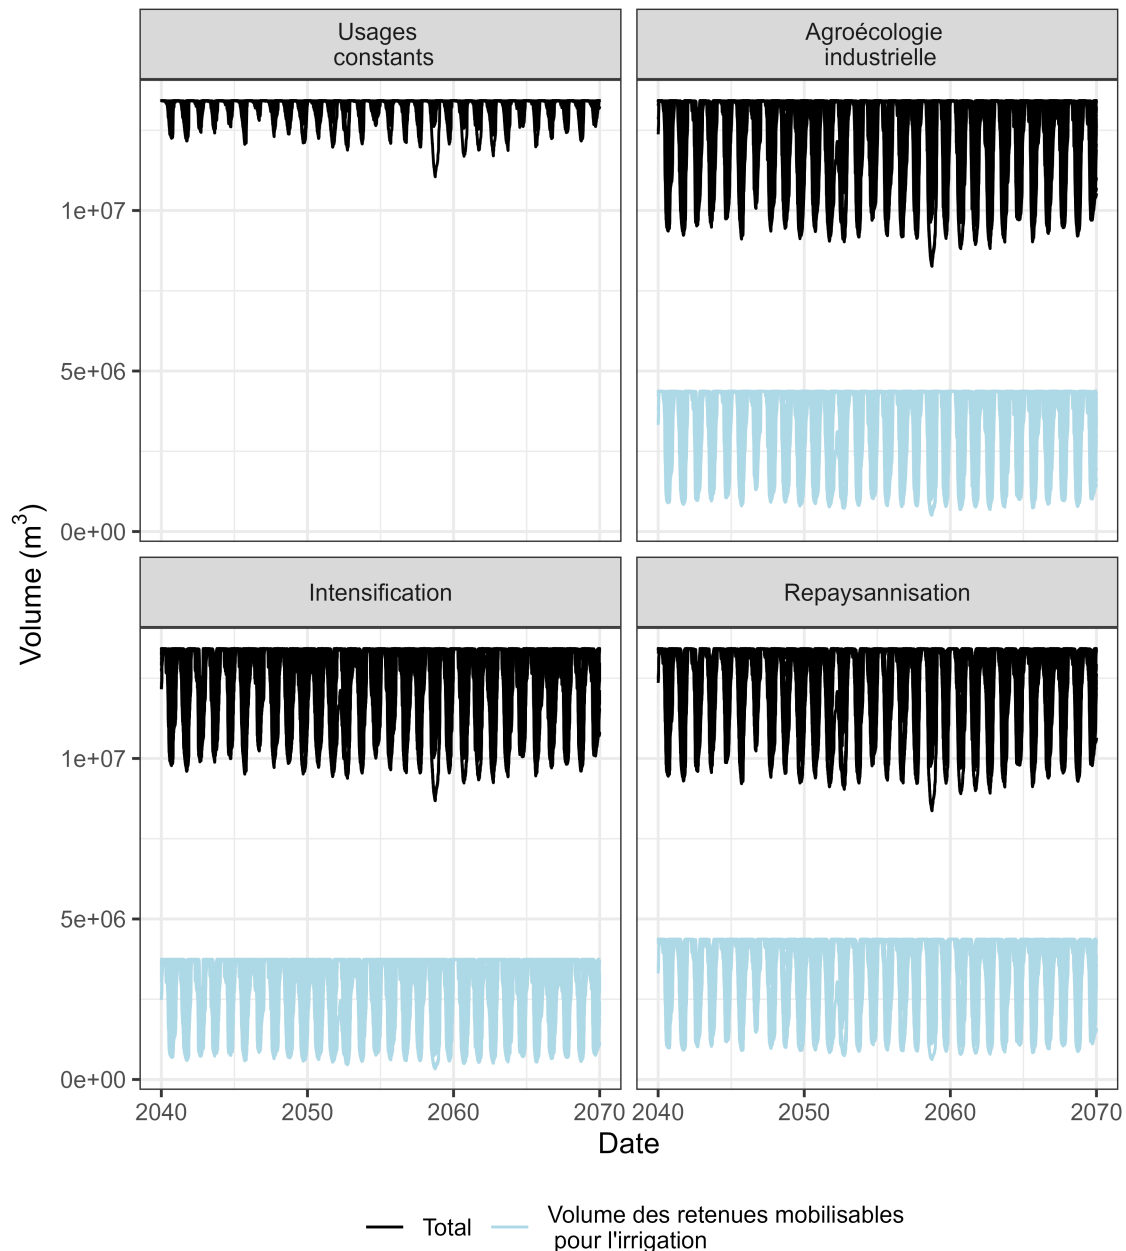 Usages
constants
Agroécologie
industrielle
1e+07
5e+06
0e+00
Intensification
Repaysannisation
1e+07
5e+06
0e+00
2040
2050
2060
2070
2040
2050
2060
2070
Volume (m³)
Date
Total
Volume des retenues mobilisables
pour l'irrigation